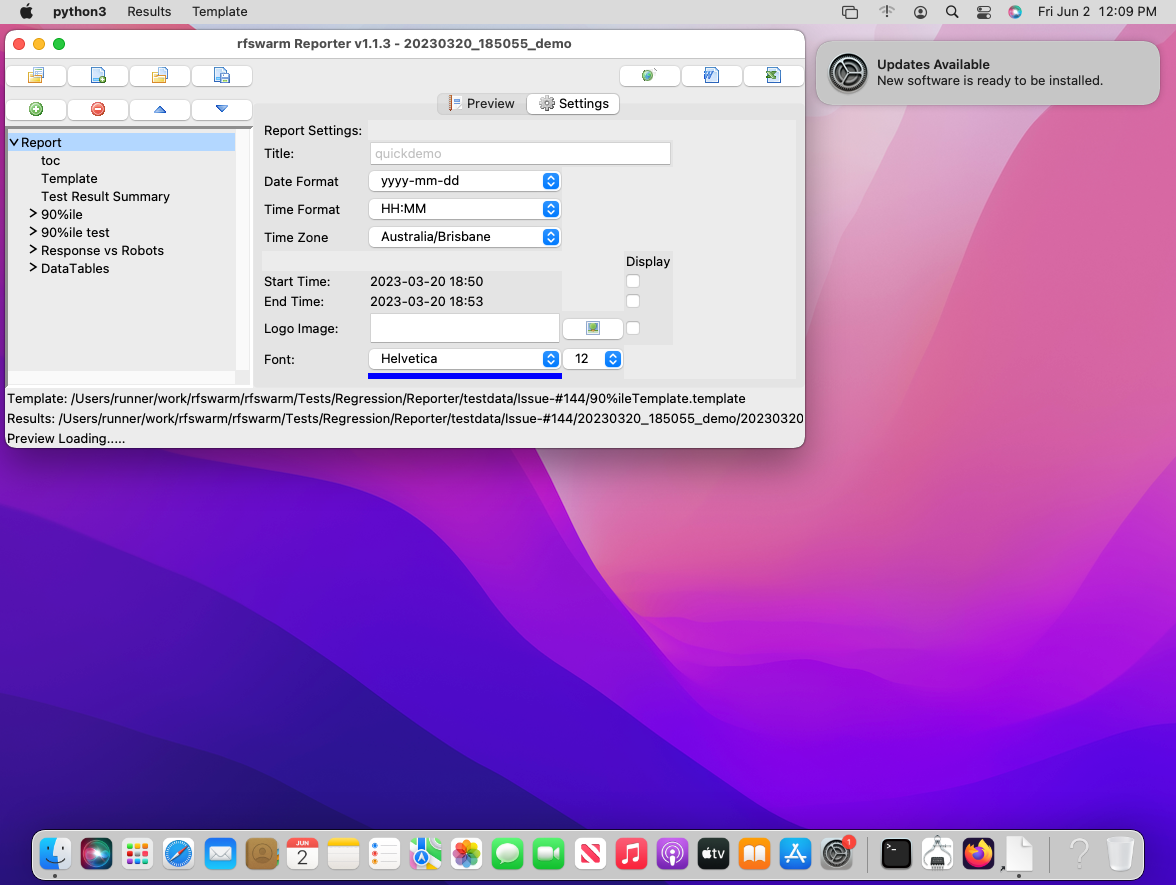 python3 Results Template Fri Jun 2 12:09 PM
rfswarm Reporter v1.1.3 - 20230320_185055_demo
Updates Available
New software is ready to be installed.
Preview Settings
Report
toc
Template
Test Result Summary
90%ile
90%ile test
Response vs Robots
DataTables
Report Settings:
Title: quickdemo
Date Format yyyy-mm-dd
Time Format HH:MM
Time Zone Australia/Brisbane
Display
Start Time: 2023-03-20 18:50
End Time: 2023-03-20 18:53
Logo Image:
Font: Helvetica 12
Template: /Users/runner/work/rfswarm/rfswarm/Tests/Regression/Reporter/testdata/Issue-#144/90%ileTemplate.template
Results: /Users/runner/work/rfswarm/rfswarm/Tests/Regression/Reporter/testdata/Issue-#144/20230320_185055_demo/20230320
Preview Loading.....
JUN
2
tv
1